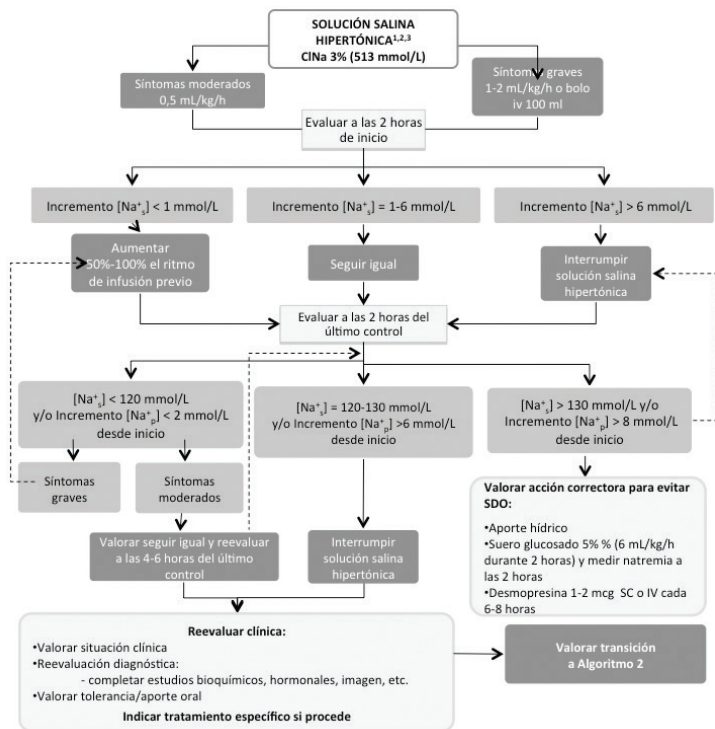 SOLUCIÓN SALINA
HIPERTÓNICA1,2,3
ClNa 3% (513 mmol/L)
Síntomas moderados
0,5 mL/kg/h
Síntomas graves
1-2 mL/kg/h o bolo
iv 100 ml
Evaluar a las 2 horas
de inicio
Incremento [Na+s] < 1 mmol/L
Incremento [Na+s] = 1-6 mmol/L
Incremento [Na+s] > 6 mmol/L
Aumentar
50%-100% el ritmo
de infusión previo
Seguir igual
Interrumpir
solución salina
hipertónica
Evaluar a las 2 horas del
último control
[Na+s] < 120 mmol/L
y/o Incremento [Na+p] < 2 mmol/L
desde inicio
[Na+s] = 120-130 mmol/L
y/o Incremento [Na+p] >6 mmol/L
desde inicio
[Na+s] > 130 mmol/L y/o
Incremento [Na+p] > 8 mmol/L
desde inicio
Síntomas
graves
Síntomas
moderados
Valorar seguir igual y reevaluar
a las 4-6 horas del último
control
Interrumpir
solución salina
hipertónica
Valorar acción correctora para evitar
SDO:
•Aporte hídrico
•Suero glucosado 5% % (6 mL/kg/h
durante 2 horas) y medir natremia a
las 2 horas
•Desmopresina 1-2 mcg SC o IV cada
6-8 horas
Reevaluar clínica:
•Valorar situación clínica
•Reevaluación diagnóstica:
- completar estudios bioquímicos, hormonales, imagen, etc.
•Valorar tolerancia/aporte oral
Indicar tratamiento específico si procede
Valorar transición
a Algoritmo 2